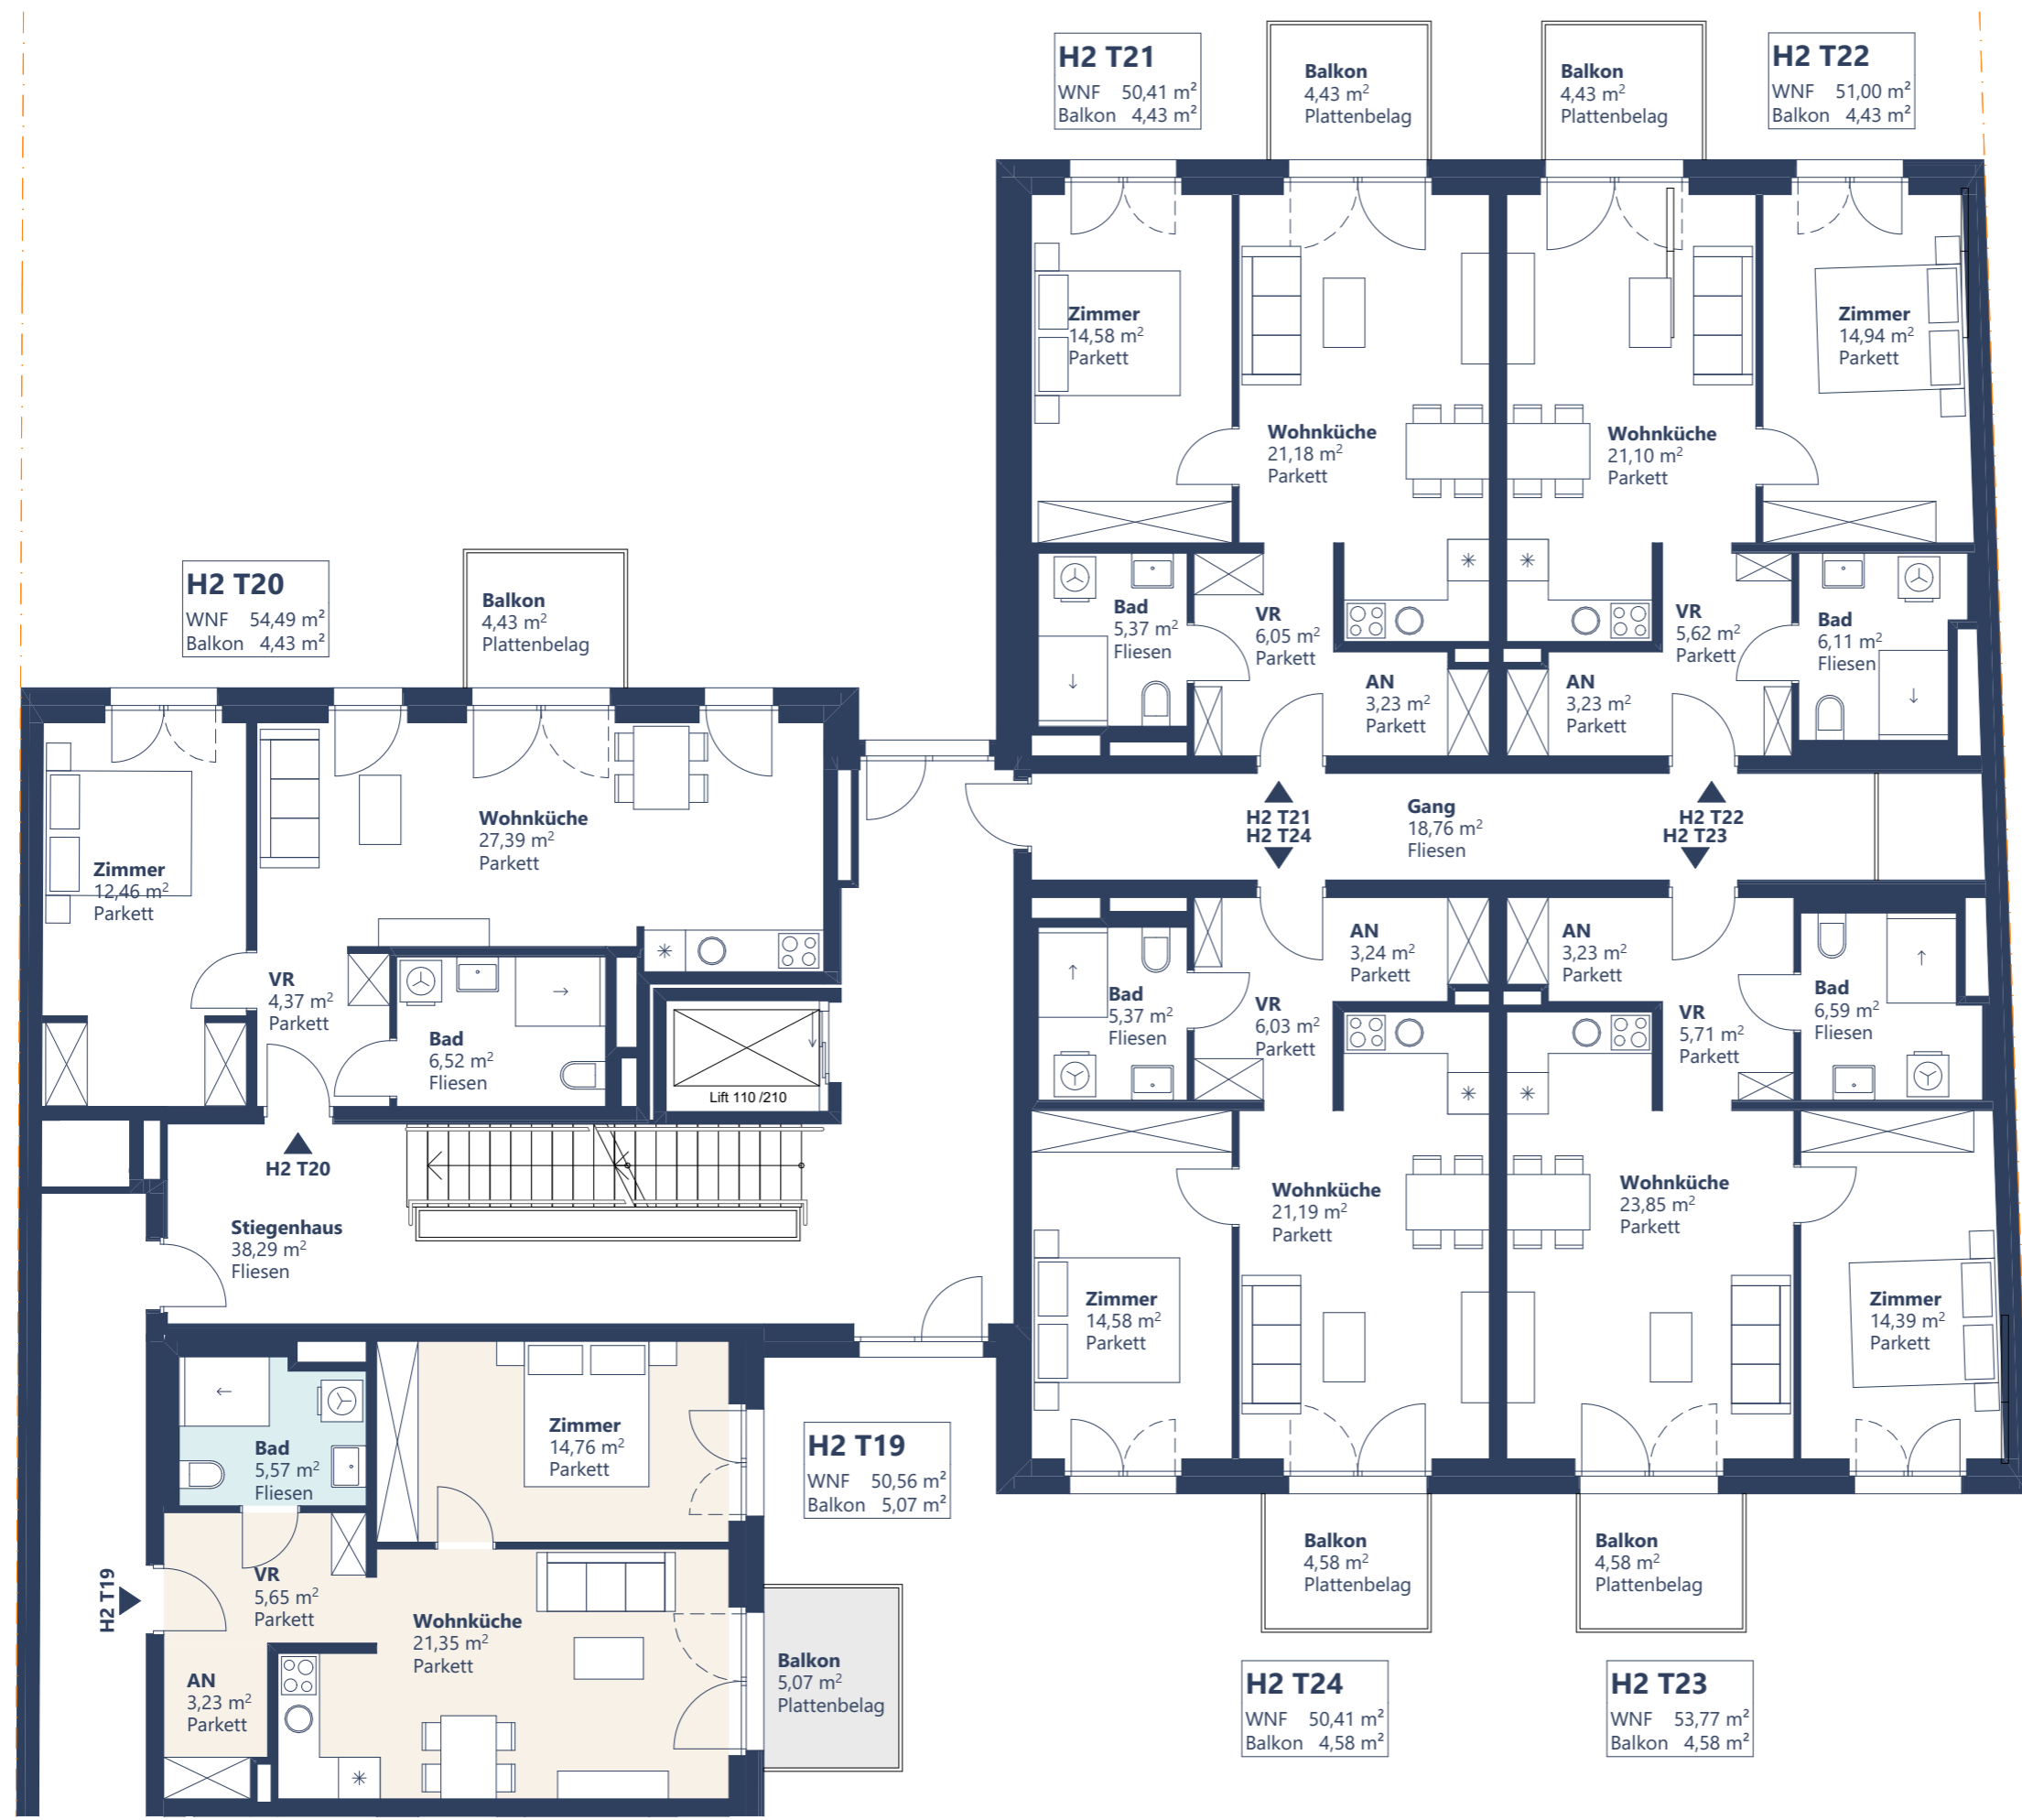 H2 T21
WNF 50,41 m²
Balkon 4,43 m²
Balkon
4,43 m²
Plattenbelag
Balkon
4,43 m²
Plattenbelag
H2 T22
WNF 51,00 m²
Balkon 4,43 m²
Zimmer
14,58 m²
Parkett
Wohnküche
21,18 m²
Parkett
Wohnküche
21,10 m²
Parkett
Zimmer
14,94 m²
Parkett
Bad
5,37 m²
Fliesen
VR
6,05 m²
Parkett
AN
3,23 m²
Parkett
AN
3,23 m²
Parkett
VR
5,62 m²
Parkett
Bad
6,11 m²
Fliesen
H2 T20
WNF 54,49 m²
Balkon 4,43 m²
Balkon
4,43 m²
Plattenbelag
Zimmer
12,46 m²
Parkett
Wohnküche
27,39 m²
Parkett
VR
4,37 m²
Parkett
Bad
6,52 m²
Fliesen
Lift 110 /210
H2 T20
Stiegenhaus
38,29 m²
Fliesen
H2 T21
H2 T24
Gang
18,76 m²
Fliesen
H2 T22
H2 T23
Bad
5,37 m²
Fliesen
VR
6,03 m²
Parkett
AN
3,24 m²
Parkett
AN
3,23 m²
Parkett
VR
5,71 m²
Parkett
Bad
6,59 m²
Fliesen
Zimmer
14,58 m²
Parkett
Wohnküche
21,19 m²
Parkett
Wohnküche
23,85 m²
Parkett
Zimmer
14,39 m²
Parkett
Bad
5,57 m²
Fliesen
Zimmer
14,76 m²
Parkett
H2 T19
WNF 50,56 m²
Balkon 5,07 m²
H2 T19
VR
5,65 m²
Parkett
Wohnküche
21,35 m²
Parkett
AN
3,23 m²
Parkett
Balkon
5,07 m²
Plattenbelag
Balkon
4,58 m²
Plattenbelag
Balkon
4,58 m²
Plattenbelag
H2 T24
WNF 50,41 m²
Balkon 4,58 m²
H2 T23
WNF 53,77 m²
Balkon 4,58 m²